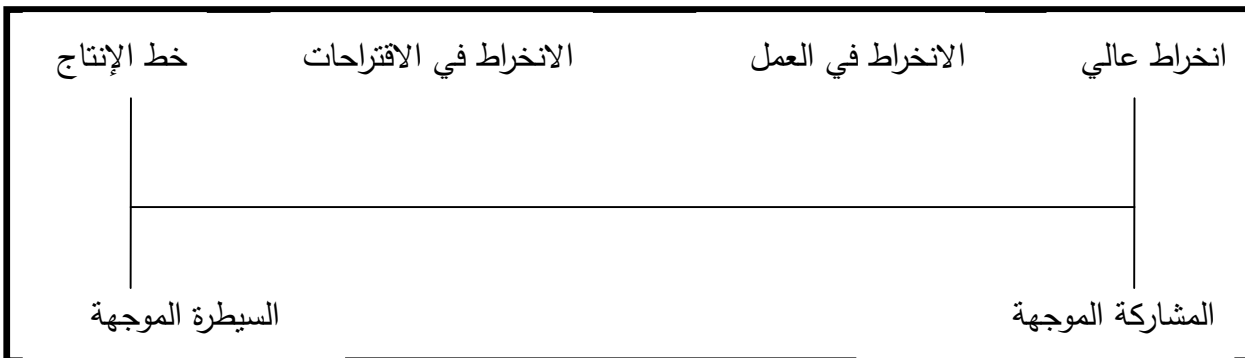 انخراط عالي الانخراط في العمل الانخراط في الاقتراحات خط الإنتاج
المشاركة الموجهة السيطرة الموجهة